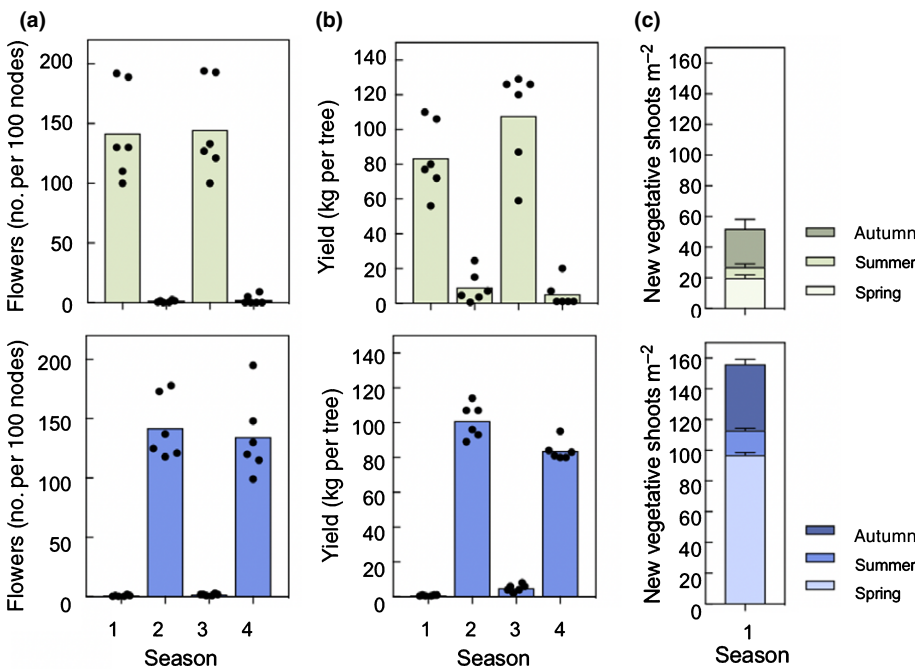 (a)
Flowers (no. per 100 nodes)
200
150
100
50
0
(b)
Yield (kg per tree)
140
120
100
80
60
40
20
0
(c)
New vegetative shoots m⁻²
160
140
120
100
80
60
40
20
0
Autumn
Summer
Spring
Flowers (no. per 100 nodes)
200
150
100
50
0
1 2 3 4
Season
Yield (kg per tree)
140
120
100
80
60
40
20
0
1 2 3 4
Season
New vegetative shoots m⁻²
160
140
120
100
80
60
40
20
0
1
Season
Autumn
Summer
Spring